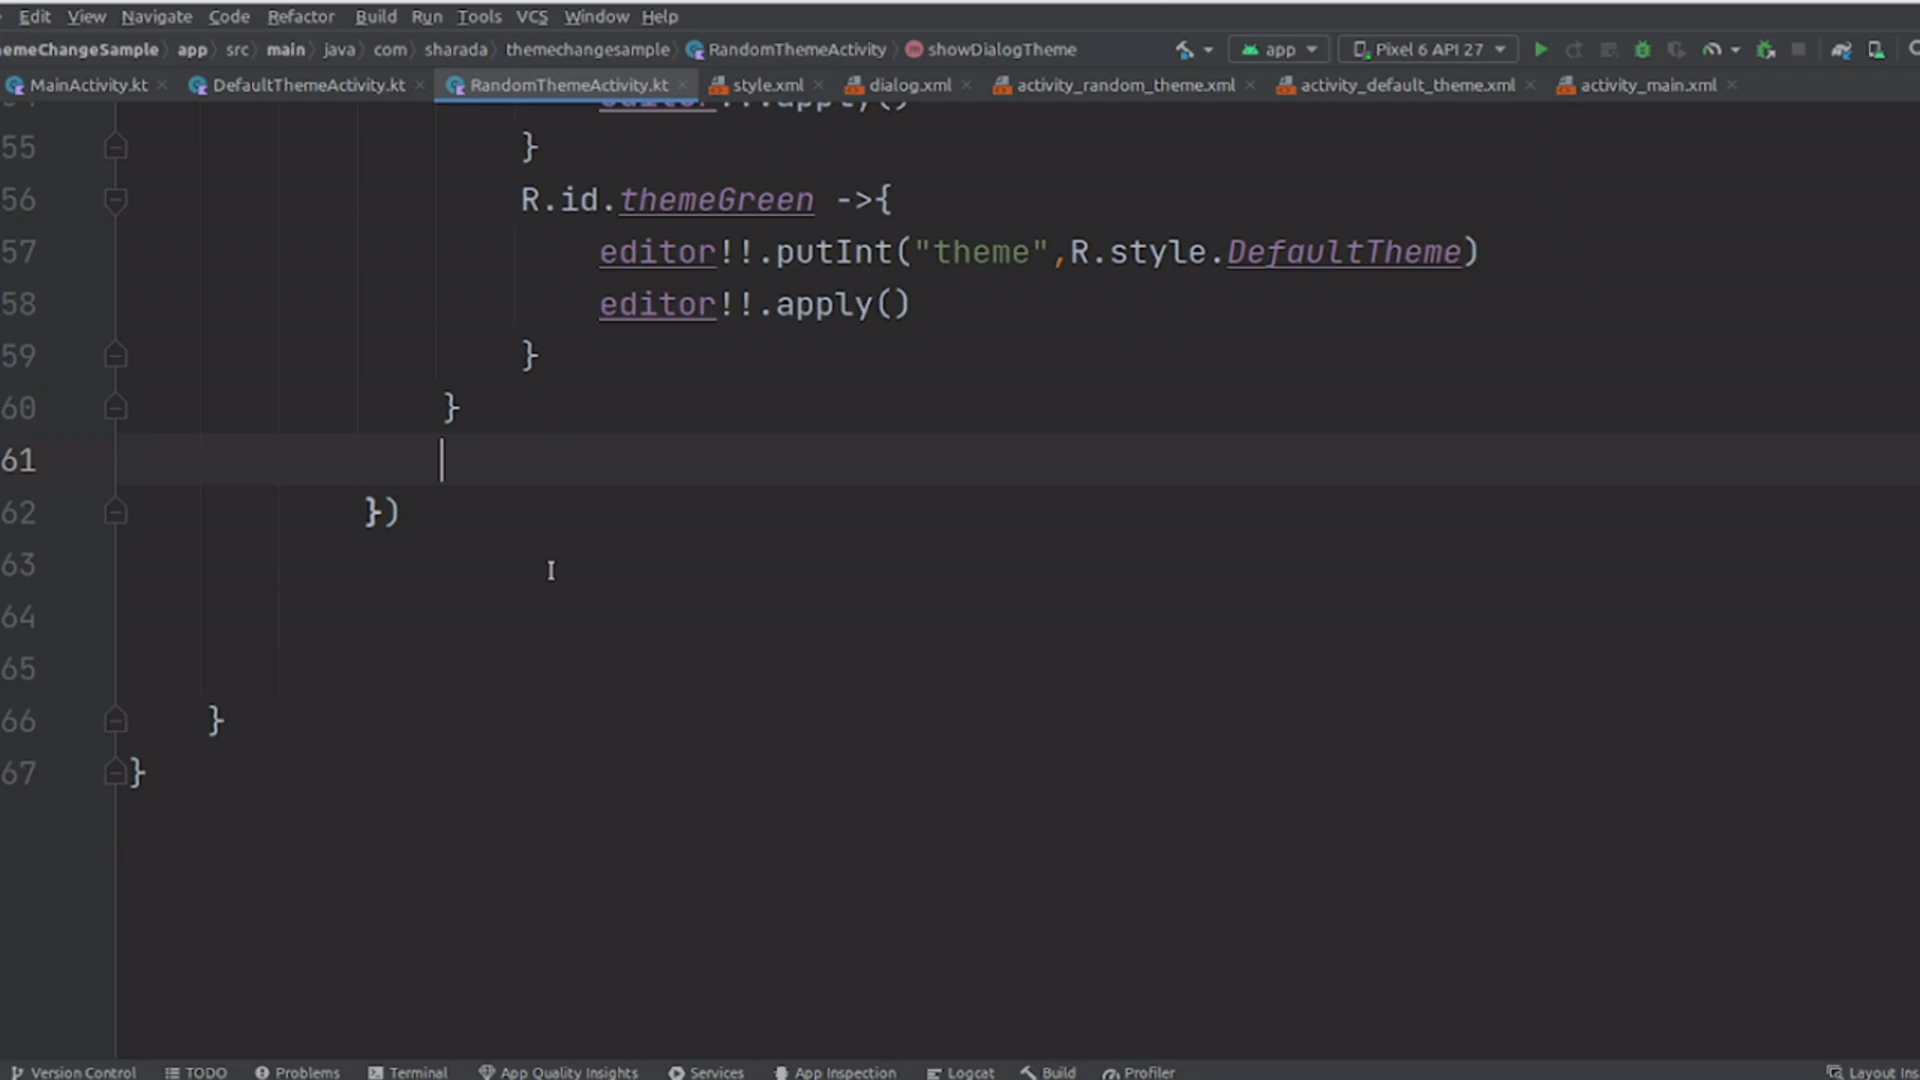 Edit View Navigate Code Refactor Build Run Tools VCS Window Help
emeChangeSample app src main java com sharada themechangesample RandomThemeActivity showDialogTheme app Pixel 6 API 27
MainActivity.kt DefaultThemeActivity.kt RandomThemeActivity.kt style.xml dialog.xml activity_random_theme.xml activity_default_theme.xml activity_main.xml
editor!!.apply()
55 }
56 R.id.themeGreen ->{
57 editor!!.putInt("theme",R.style.DefaultTheme)
58 editor!!.apply()
59 }
60 }
61
62 })
63
64
65
66 }
67 }
Version Control TODO Problems Terminal App Quality Insights Services App Inspection Logcat Build Profiler Layout Ins